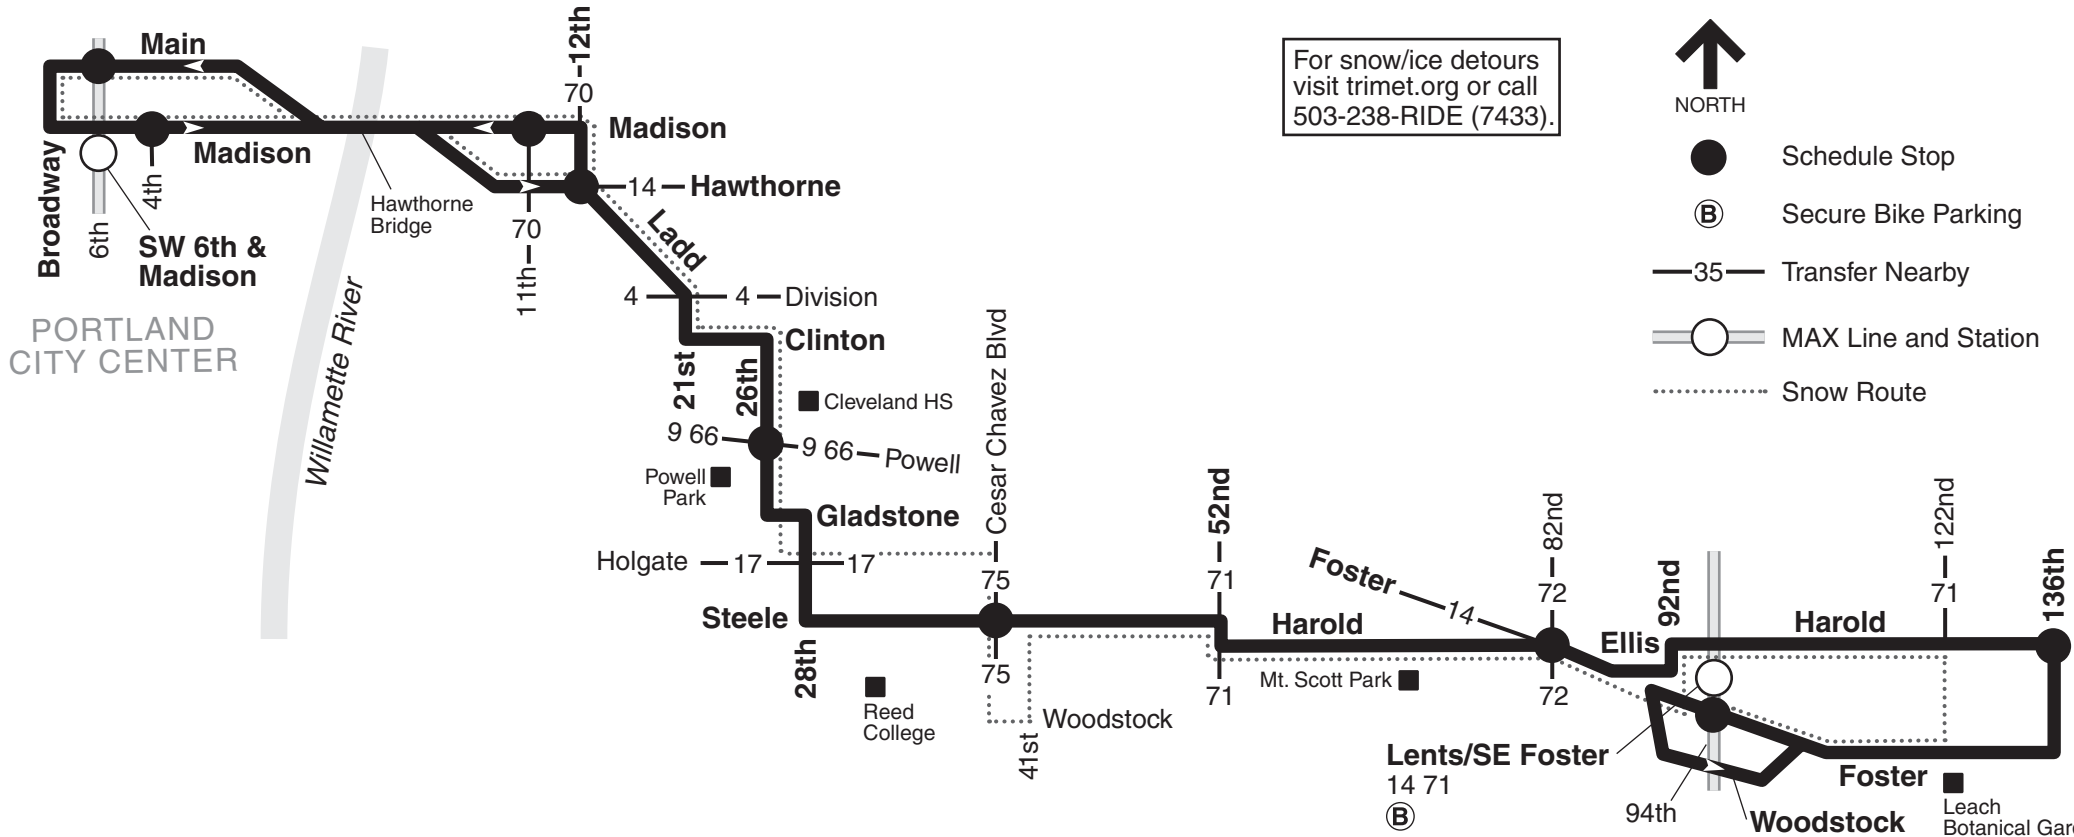 Main
Madison
Broadway
6th
4th
SW 6th &
Madison
PORTLAND
CITY CENTER
Willamette River
Hawthorne
Bridge
12th
70
Madison
14
Hawthorne
70
11th
Ladd
4
4
Division
Clinton
21st
26th
Cleveland HS
9 66
9 66
Powell
Powell
Park
Gladstone
Holgate
17
17
Steele
28th
Reed
College
Cesar Chavez Blvd
75
75
Woodstock
41st
52nd
71
71
Harold
Mt. Scott Park
Foster
14
82nd
72
72
Ellis
92nd
Harold
122nd
71
136th
Lents/SE Foster
14 71
B
94th
Woodstock
Foster
Leach
Botanical Gar
For snow/ice detours
visit trimet.org or call
503-238-RIDE (7433).
NORTH
Schedule Stop
B
Secure Bike Parking
35
Transfer Nearby
MAX Line and Station
Snow Route